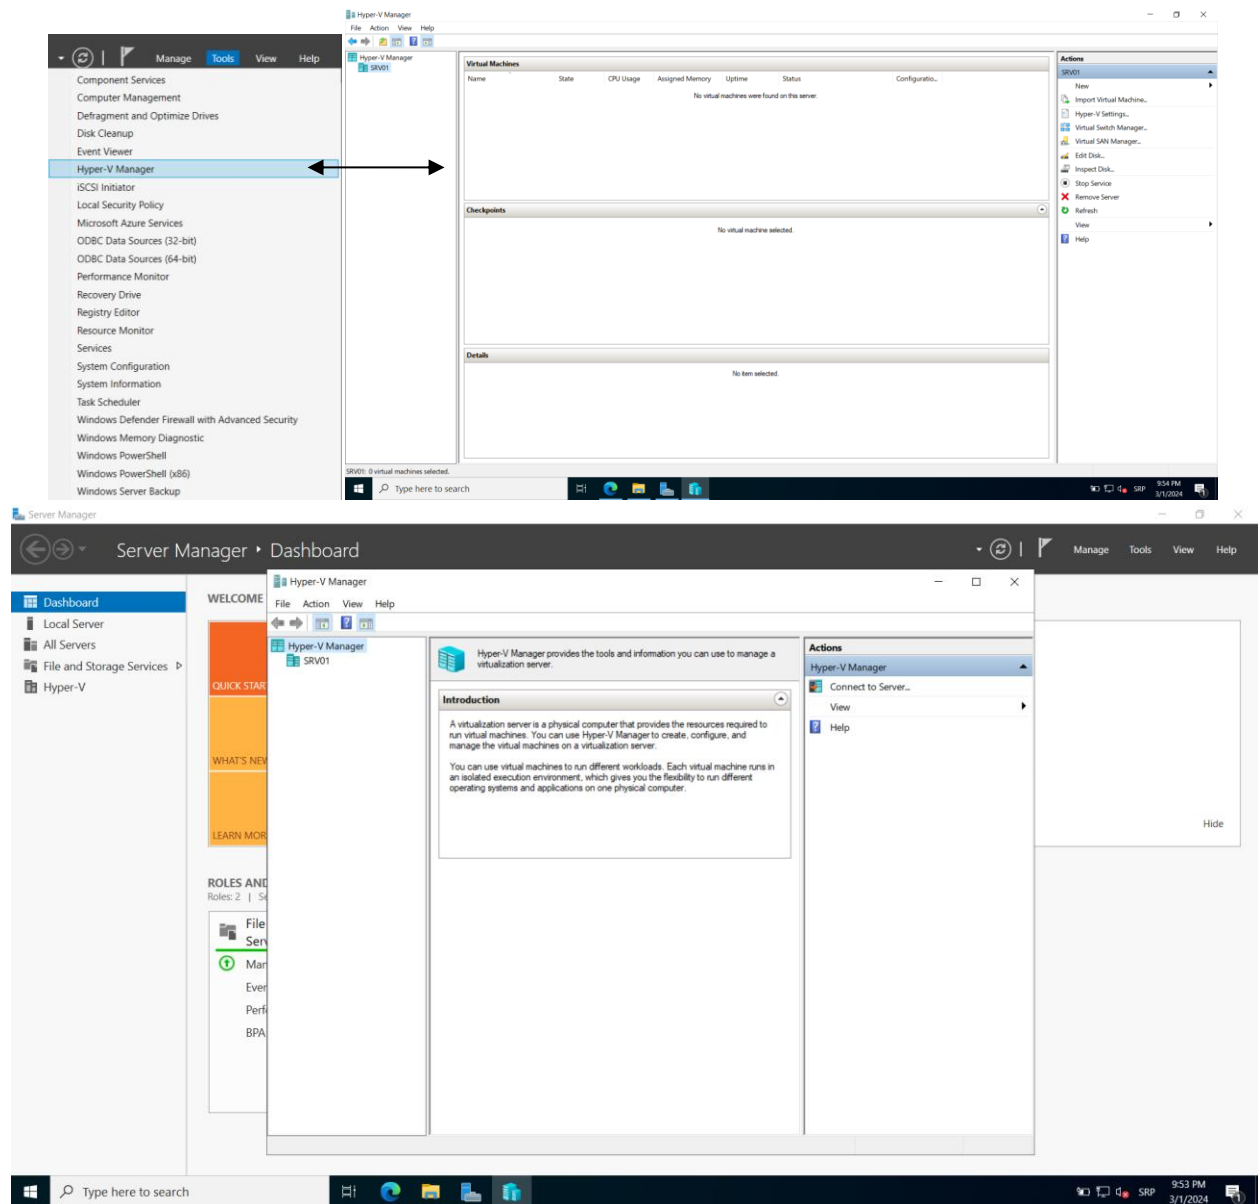 Manage Tools View Help
Component Services
Computer Management
Defragment and Optimize Drives
Disk Cleanup
Event Viewer
Hyper-V Manager
iSCSI Initiator
Local Security Policy
Microsoft Azure Services
ODBC Data Sources (32-bit)
ODBC Data Sources (64-bit)
Performance Monitor
Recovery Drive
Registry Editor
Resource Monitor
Services
System Configuration
System Information
Task Scheduler
Windows Defender Firewall with Advanced Security
Windows Memory Diagnostic
Windows PowerShell
Windows PowerShell (x86)
Windows Server Backup
Hyper-V Manager
File Action View Help
Hyper-V Manager
SRV01
Virtual Machines
Name State CPU Usage Assigned Memory Uptime Status Configuratio...
No virtual machines were found on this server.
Checkpoints
No virtual machine selected.
Details
No item selected.
Actions
SRV01
New
Import Virtual Machine...
Hyper-V Settings...
Virtual Switch Manager...
Virtual SAN Manager...
Edit Disk...
Inspect Disk...
Stop Service
Remove Server
Refresh
View
Help
SRV01: 0 virtual machines selected.
Type here to search
SRP
9:54 PM
3/1/2024
Server Manager
Server Manager Dashboard
Manage Tools View Help
Dashboard
Local Server
All Servers
File and Storage Services
Hyper-V
WELCOME
QUICK STAR
WHAT'S NEW
LEARN MOR
Hide
ROLES AND
Roles: 2 | Se
File
Serv
Man
Even
Perfo
BPA
Hyper-V Manager
File Action View Help
Hyper-V Manager
SRV01
Hyper-V Manager provides the tools and information you can use to manage a
virtualization server.
Introduction
A virtualization server is a physical computer that provides the resources required to
run virtual machines. You can use Hyper-V Manager to create, configure, and
manage the virtual machines on a virtualization server.
You can use virtual machines to run different workloads. Each virtual machine runs in
an isolated execution environment, which gives you the flexibility to run different
operating systems and applications on one physical computer.
Actions
Hyper-V Manager
Connect to Server...
View
Help
Type here to search
SRP
9:53 PM
3/1/2024